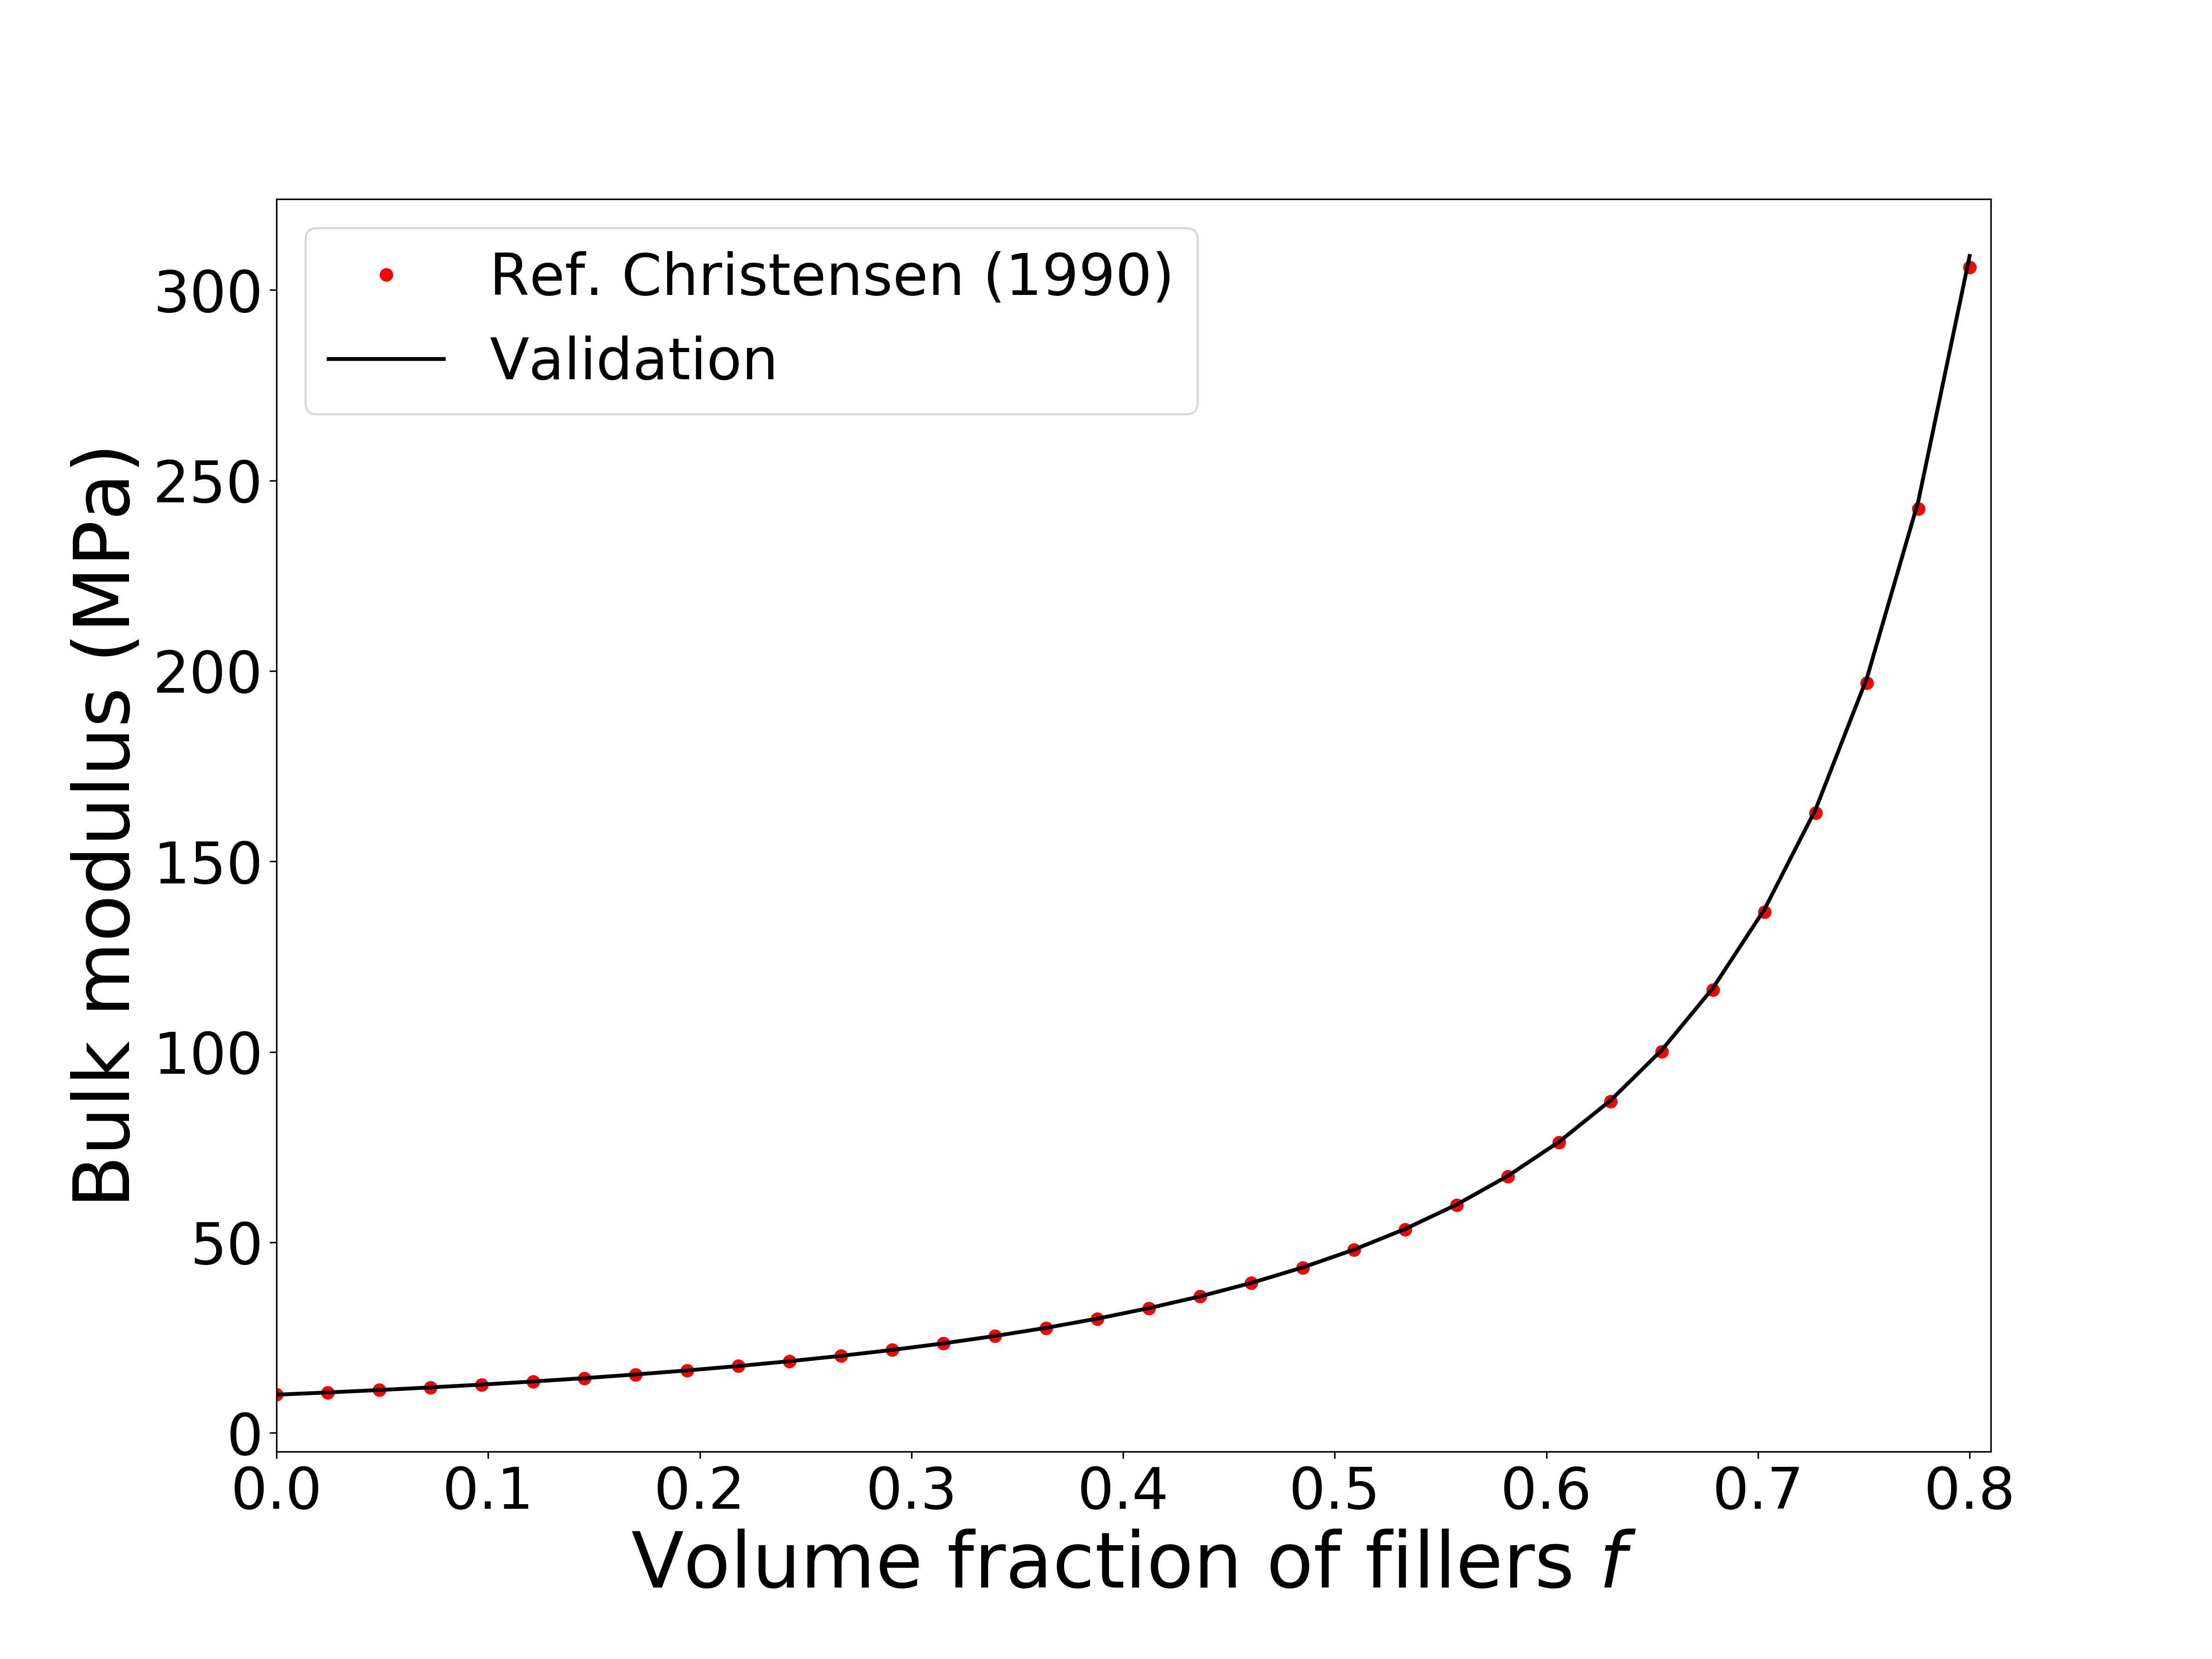 Ref. Christensen (1990)
Validation
Bulk modulus (MPa)
300
250
200
150
100
50
0
0.0 0.1 0.2 0.3 0.4 0.5 0.6 0.7 0.8
Volume fraction of fillers f